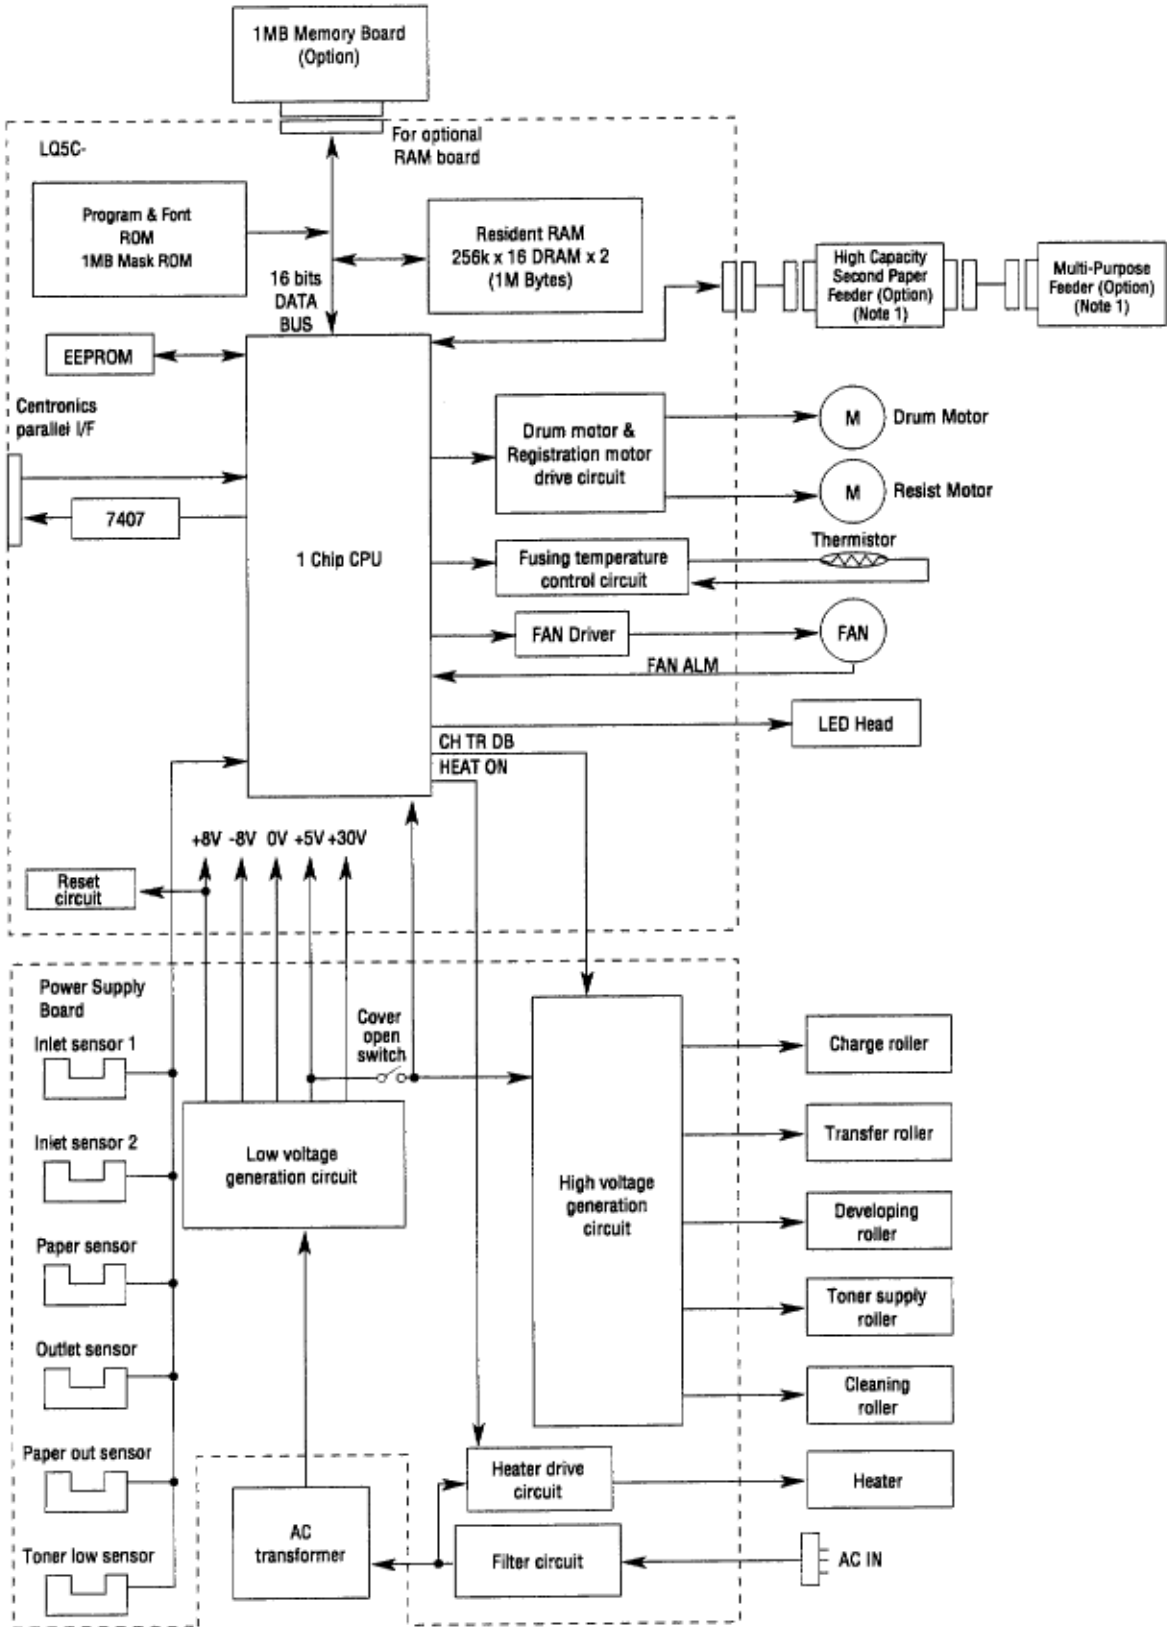 1MB Memory Board
(Option)
For optional
RAM board
LQ5C-
Program & Font
ROM
1MB Mask ROM
Resident RAM
256k x 16 DRAM x 2
(1M Bytes)
16 bits
DATA
BUS
High Capacity
Second Paper
Feeder (Option)
(Note 1)
Multi-Purpose
Feeder (Option)
(Note 1)
EEPROM
Centronics
parallel I/F
7407
1 Chip CPU
Drum motor &
Registration motor
drive circuit
M
Drum Motor
M
Resist Motor
Thermistor
Fusing temperature
control circuit
FAN Driver
FAN
FAN ALM
LED Head
CH TR DB
HEAT ON
+8V
-8V
0V
+5V
+30V
Reset
circuit
Power Supply
Board
Cover
open
switch
Inlet sensor 1
Inlet sensor 2
Paper sensor
Outlet sensor
Paper out sensor
Toner low sensor
Low voltage
generation circuit
High voltage
generation
circuit
Charge roller
Transfer roller
Developing
roller
Toner supply
roller
Cleaning
roller
Heater drive
circuit
Heater
AC
transformer
Filter circuit
AC IN